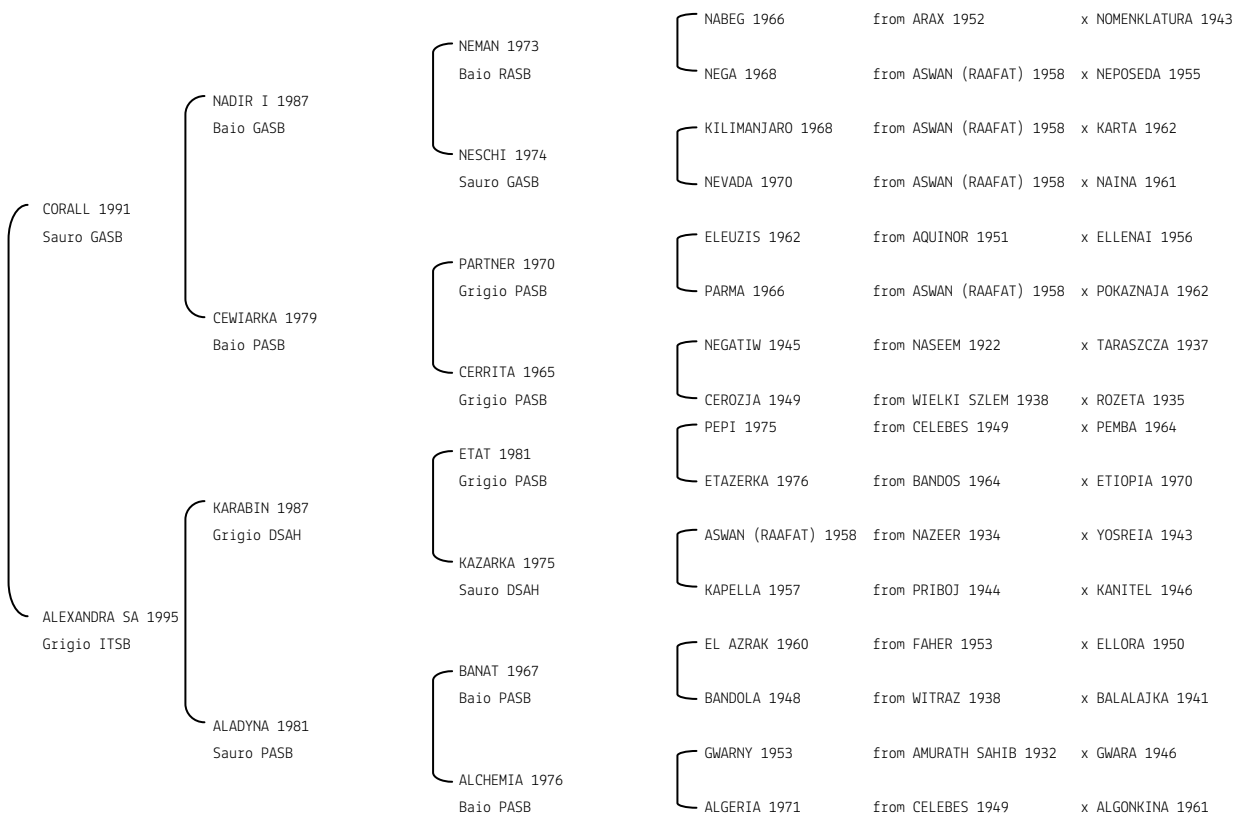 NABEG 1966 from ARAX 1952 x NOMENKLATURA 1943
NEMAN 1973
Baio RASB
NEGA 1968 from ASWAN (RAAFAT) 1958 x NEPOSEDA 1955
NADIR I 1987
Baio GASB
KILIMANJARO 1968 from ASWAN (RAAFAT) 1958 x KARTA 1962
NESCHI 1974
Sauro GASB
NEVADA 1970 from ASWAN (RAAFAT) 1958 x NAINA 1961
CORALL 1991
Sauro GASB
ELEUZIS 1962 from AQUINOR 1951 x ELLENAI 1956
PARTNER 1970
Grigio PASB
PARMA 1966 from ASWAN (RAAFAT) 1958 x POKAZNAJA 1962
CEWIARKA 1979
Baio PASB
NEGATIW 1945 from NASEEM 1922 x TARASZCZA 1937
CERRITA 1965
Grigio PASB
CEROZJA 1949 from WIELKI SZLEM 1938 x ROZETA 1935
PEPI 1975 from CELEBES 1949 x PEMBA 1964
ETAT 1981
Grigio PASB
ETAZERKA 1976 from BANDOS 1964 x ETIOPIA 1970
KARABIN 1987
Grigio DSAH
ASWAN (RAAFAT) 1958 from NAZEER 1934 x YOSREIA 1943
KAZARKA 1975
Sauro DSAH
KAPELLA 1957 from PRIBOJ 1944 x KANITEL 1946
ALEXANDRA SA 1995
Grigio ITSB
EL AZRAK 1960 from FAHER 1953 x ELLORA 1950
BANAT 1967
Baio PASB
BANDOLA 1948 from WITRAZ 1938 x BALALAJKA 1941
ALADYNA 1981
Sauro PASB
GWARNY 1953 from AMURATH SAHIB 1932 x GWARA 1946
ALCHEMIA 1976
Baio PASB
ALGERIA 1971 from CELEBES 1949 x ALGONKINA 1961